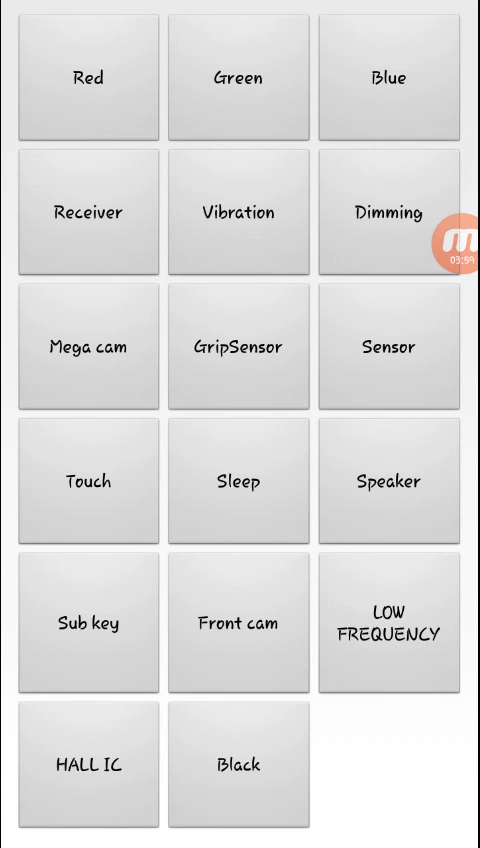 Red
Green
Blue
Receiver
Vibration
Dimming
03:59
Mega cam
GripSensor
Sensor
Touch
Sleep
Speaker
Sub key
Front cam
LOW
FREQUENCY
HALL IC
Black